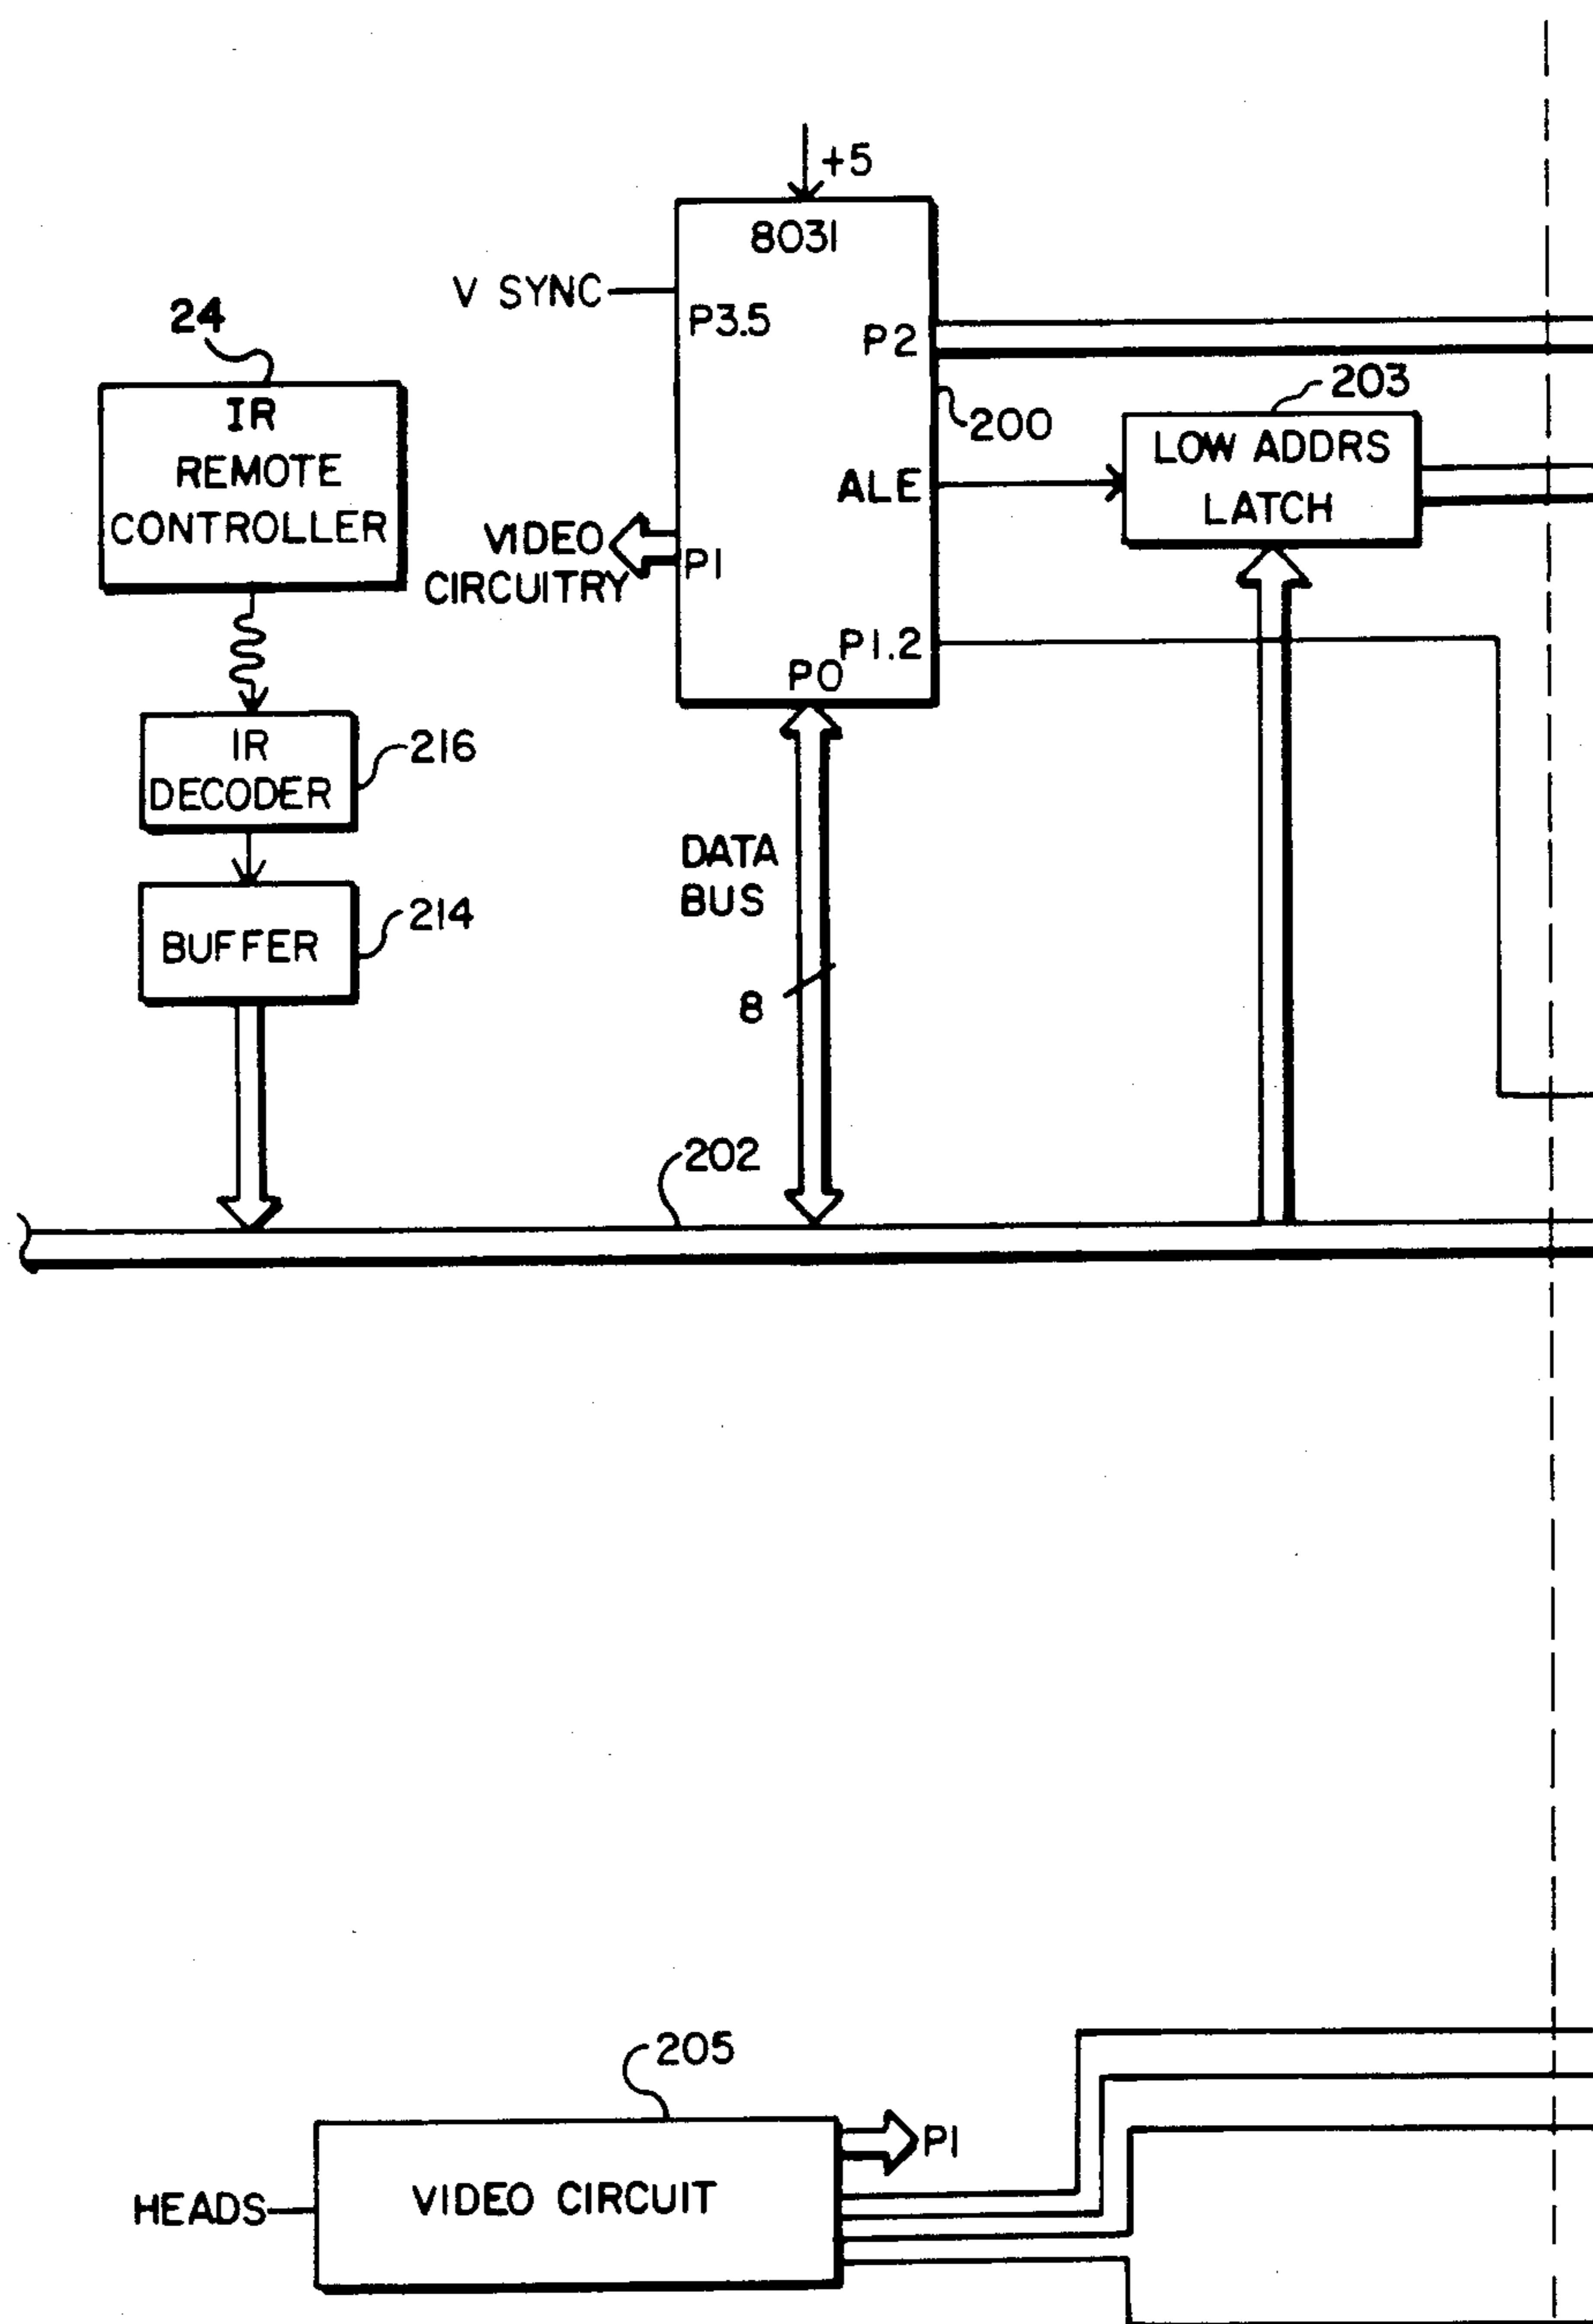 +5
8031
V SYNC
P3.5
P2
24
IR
REMOTE
CONTROLLER
200
203
LOW ADDRS
LATCH
ALE
VIDEO
CIRCUITRY
P1
P1.2
P0
IR
DECODER
216
DATA
BUS
BUFFER
214
8
202
205
P1
HEADS
VIDEO CIRCUIT